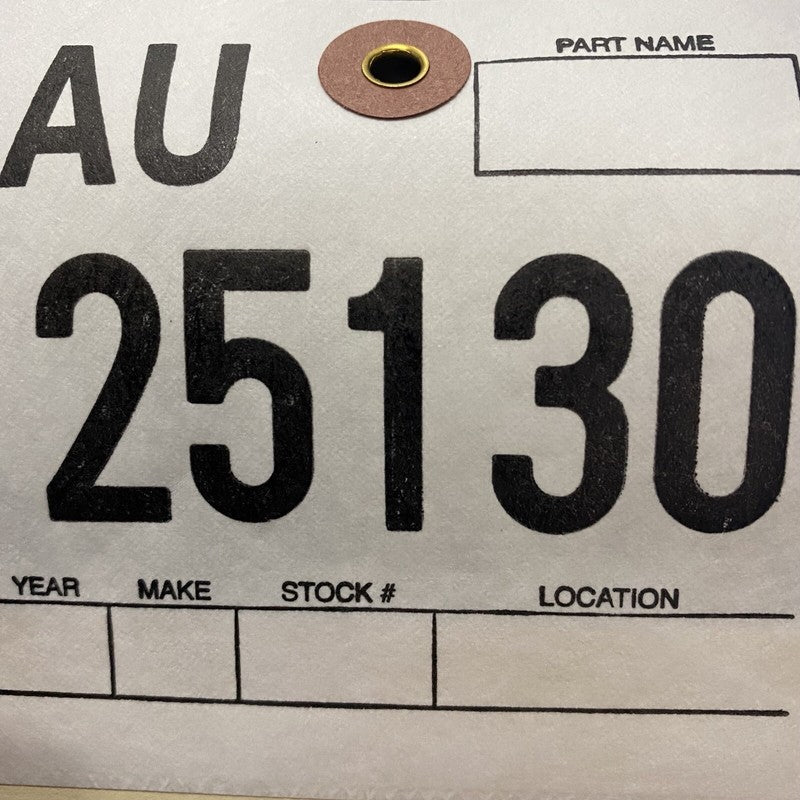 AU
PART NAME
25130
YEAR MAKE STOCK # LOCATION